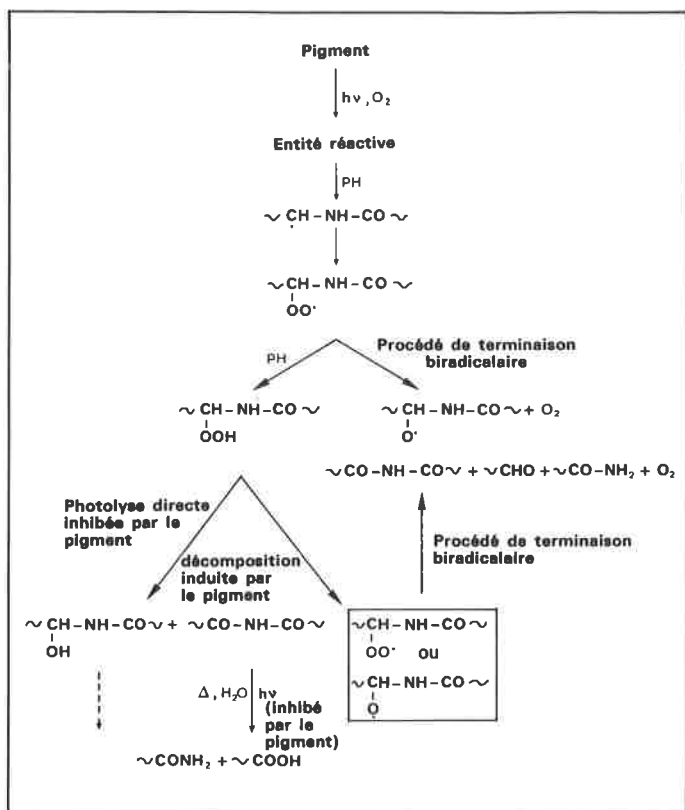 Pigment
hν , O₂
Entité réactive
PH
∼ĊH – NH – CO ∼
∼ CH – NH – CO ∼
OO·
PH
Procédé de terminaison
biradicalaire
∼ CH – NH – CO ∼
OOH
∼ CH – NH – CO ∼ + O₂
O·
∼ CO – NH – CO ∼ + ∼ CHO + ∼ CO – NH₂ + O₂
Photolyse directe
inhibée par le
pigment
décomposition
induite par
le pigment
Procédé de terminaison
biradicalaire
∼ CH – NH – CO ∼ + ∼ CO – NH – CO ∼
OH
∼ CH – NH – CO ∼
OO· ou
∼ CH – NH – CO ∼
O·
Δ , H₂O
hν
(inhibé
par le
pigment)
∼ CONH₂ + ∼ COOH